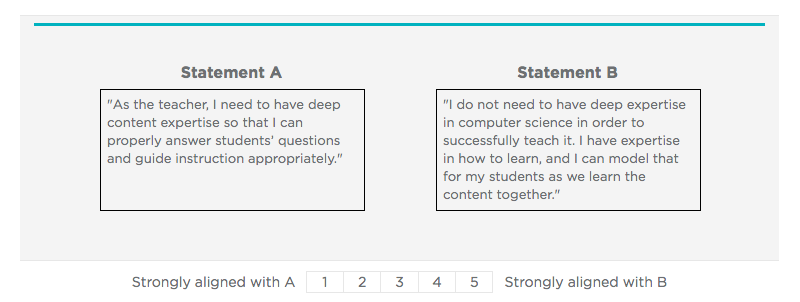 Statement A
"As the teacher, I need to have deep
content expertise so that I can
properly answer students' questions
and guide instruction appropriately."
Statement B
"I do not need to have deep expertise
in computer science in order to
successfully teach it. I have expertise
in how to learn, and I can model that
for my students as we learn the
content together."
Strongly aligned with A 1 2 3 4 5 Strongly aligned with B